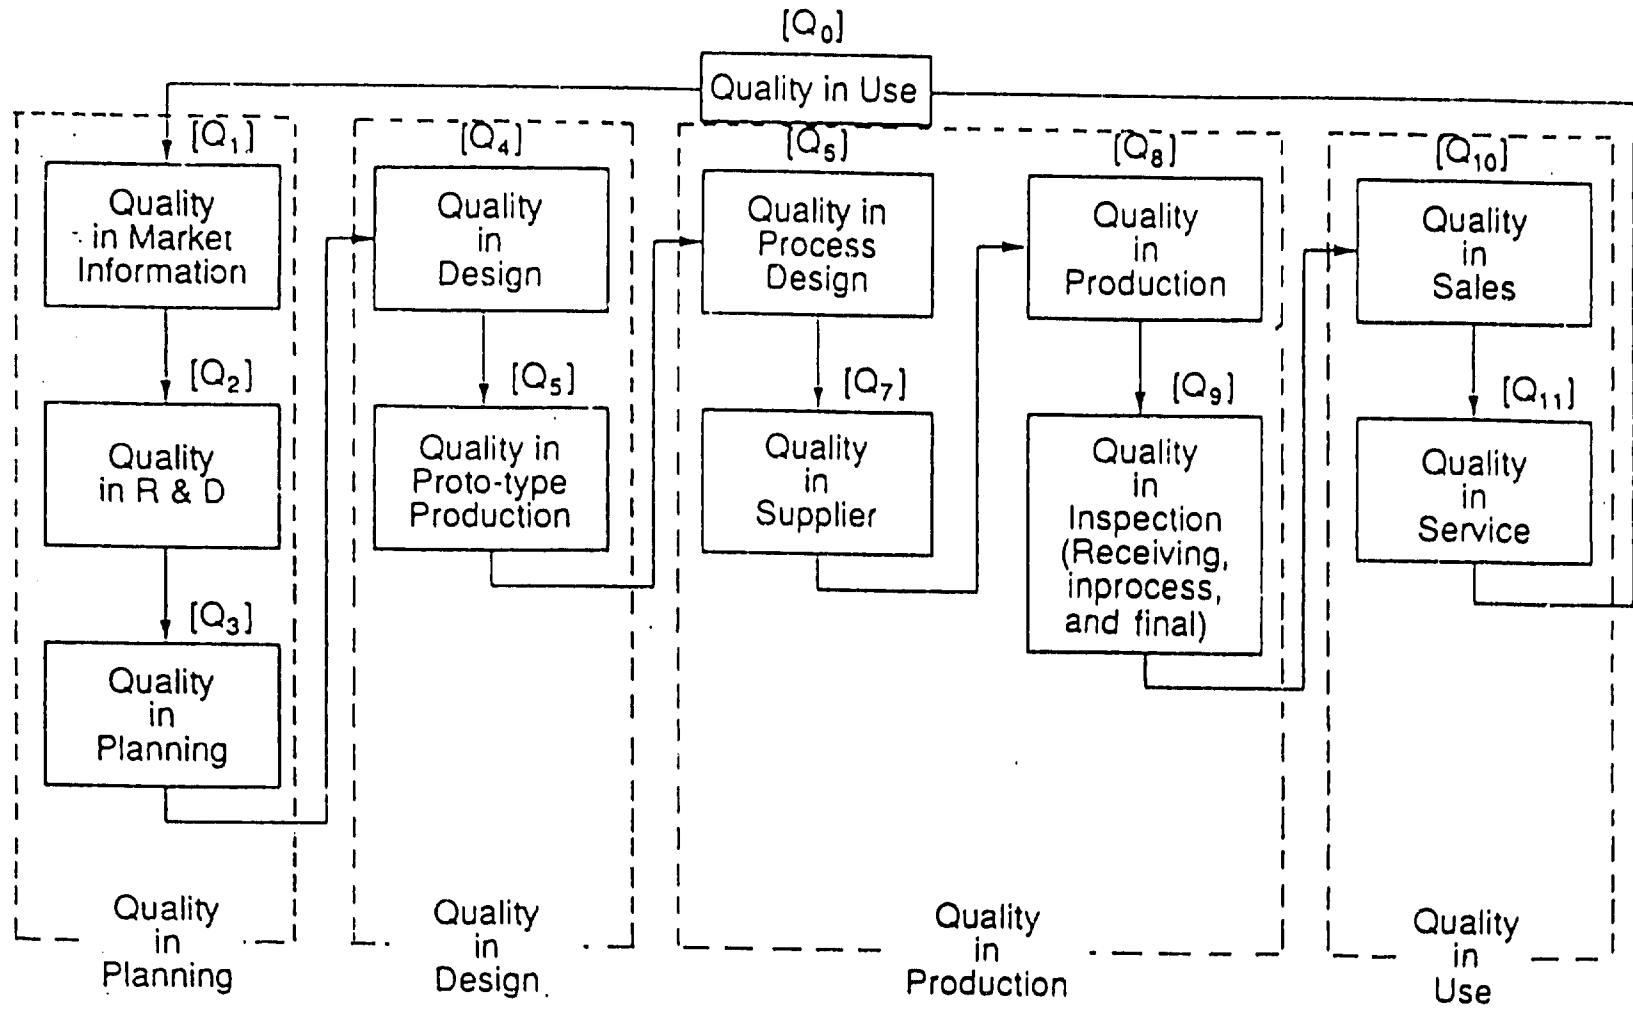 [Q0]
Quality in Use
[Q1]
Quality
in Market
Information
[Q2]
Quality
in R & D
[Q3]
Quality
in
Planning
Quality
in
Planning
[Q4]
Quality
in
Design
[Q5]
Quality in
Proto-type
Production
Quality
in
Design
[Q6]
Quality in
Process
Design
[Q7]
Quality
in
Supplier
[Q8]
Quality
in
Production
[Q9]
Quality
in
Inspection
(Receiving,
inprocess,
and final)
Quality
in
Production
[Q10]
Quality
in
Sales
[Q11]
Quality
in
Service
Quality
in
Use